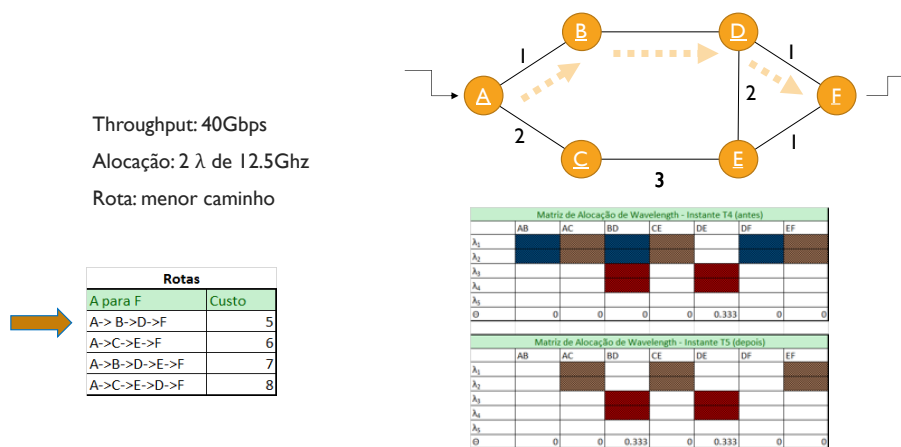 B
D
1
1
A
2
F
2
1
C
E
3
Throughput: 40Gbps
Alocação: 2 λ de 12.5Ghz
Rota: menor caminho
Rotas
A para F Custo
A-> B->D->F 5
A->C->E->F 6
A->B->D->E->F 7
A->C->E->D->F 8
Matriz de Alocação de Wavelength - Instante T4 (antes)
AB AC BD CE DE DF EF
λ1
λ2
λ3
λ4
λ5
Θ 0 0 0 0 0.333 0 0
Matriz de Alocação de Wavelength - Instante T5 (depois)
AB AC BD CE DE DF EF
λ1
λ2
λ3
λ4
λ5
Θ 0 0 0.333 0 0.333 0 0